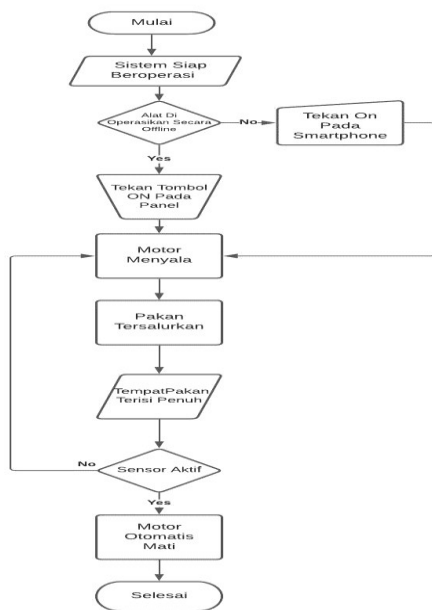 Mulai
Sistem Siap
Beroperasi
Alat Di
Operasikan Secara
Offline
No
Tekan On
Pada
Smartphone
Yes
Tekan Tombol
ON Pada
Panel
Motor
Menyala
Pakan
Tersalurkan
TempatPakan
Terisi Penuh
No
Sensor Aktif
Yes
Motor
Otomatis
Mati
Selesai